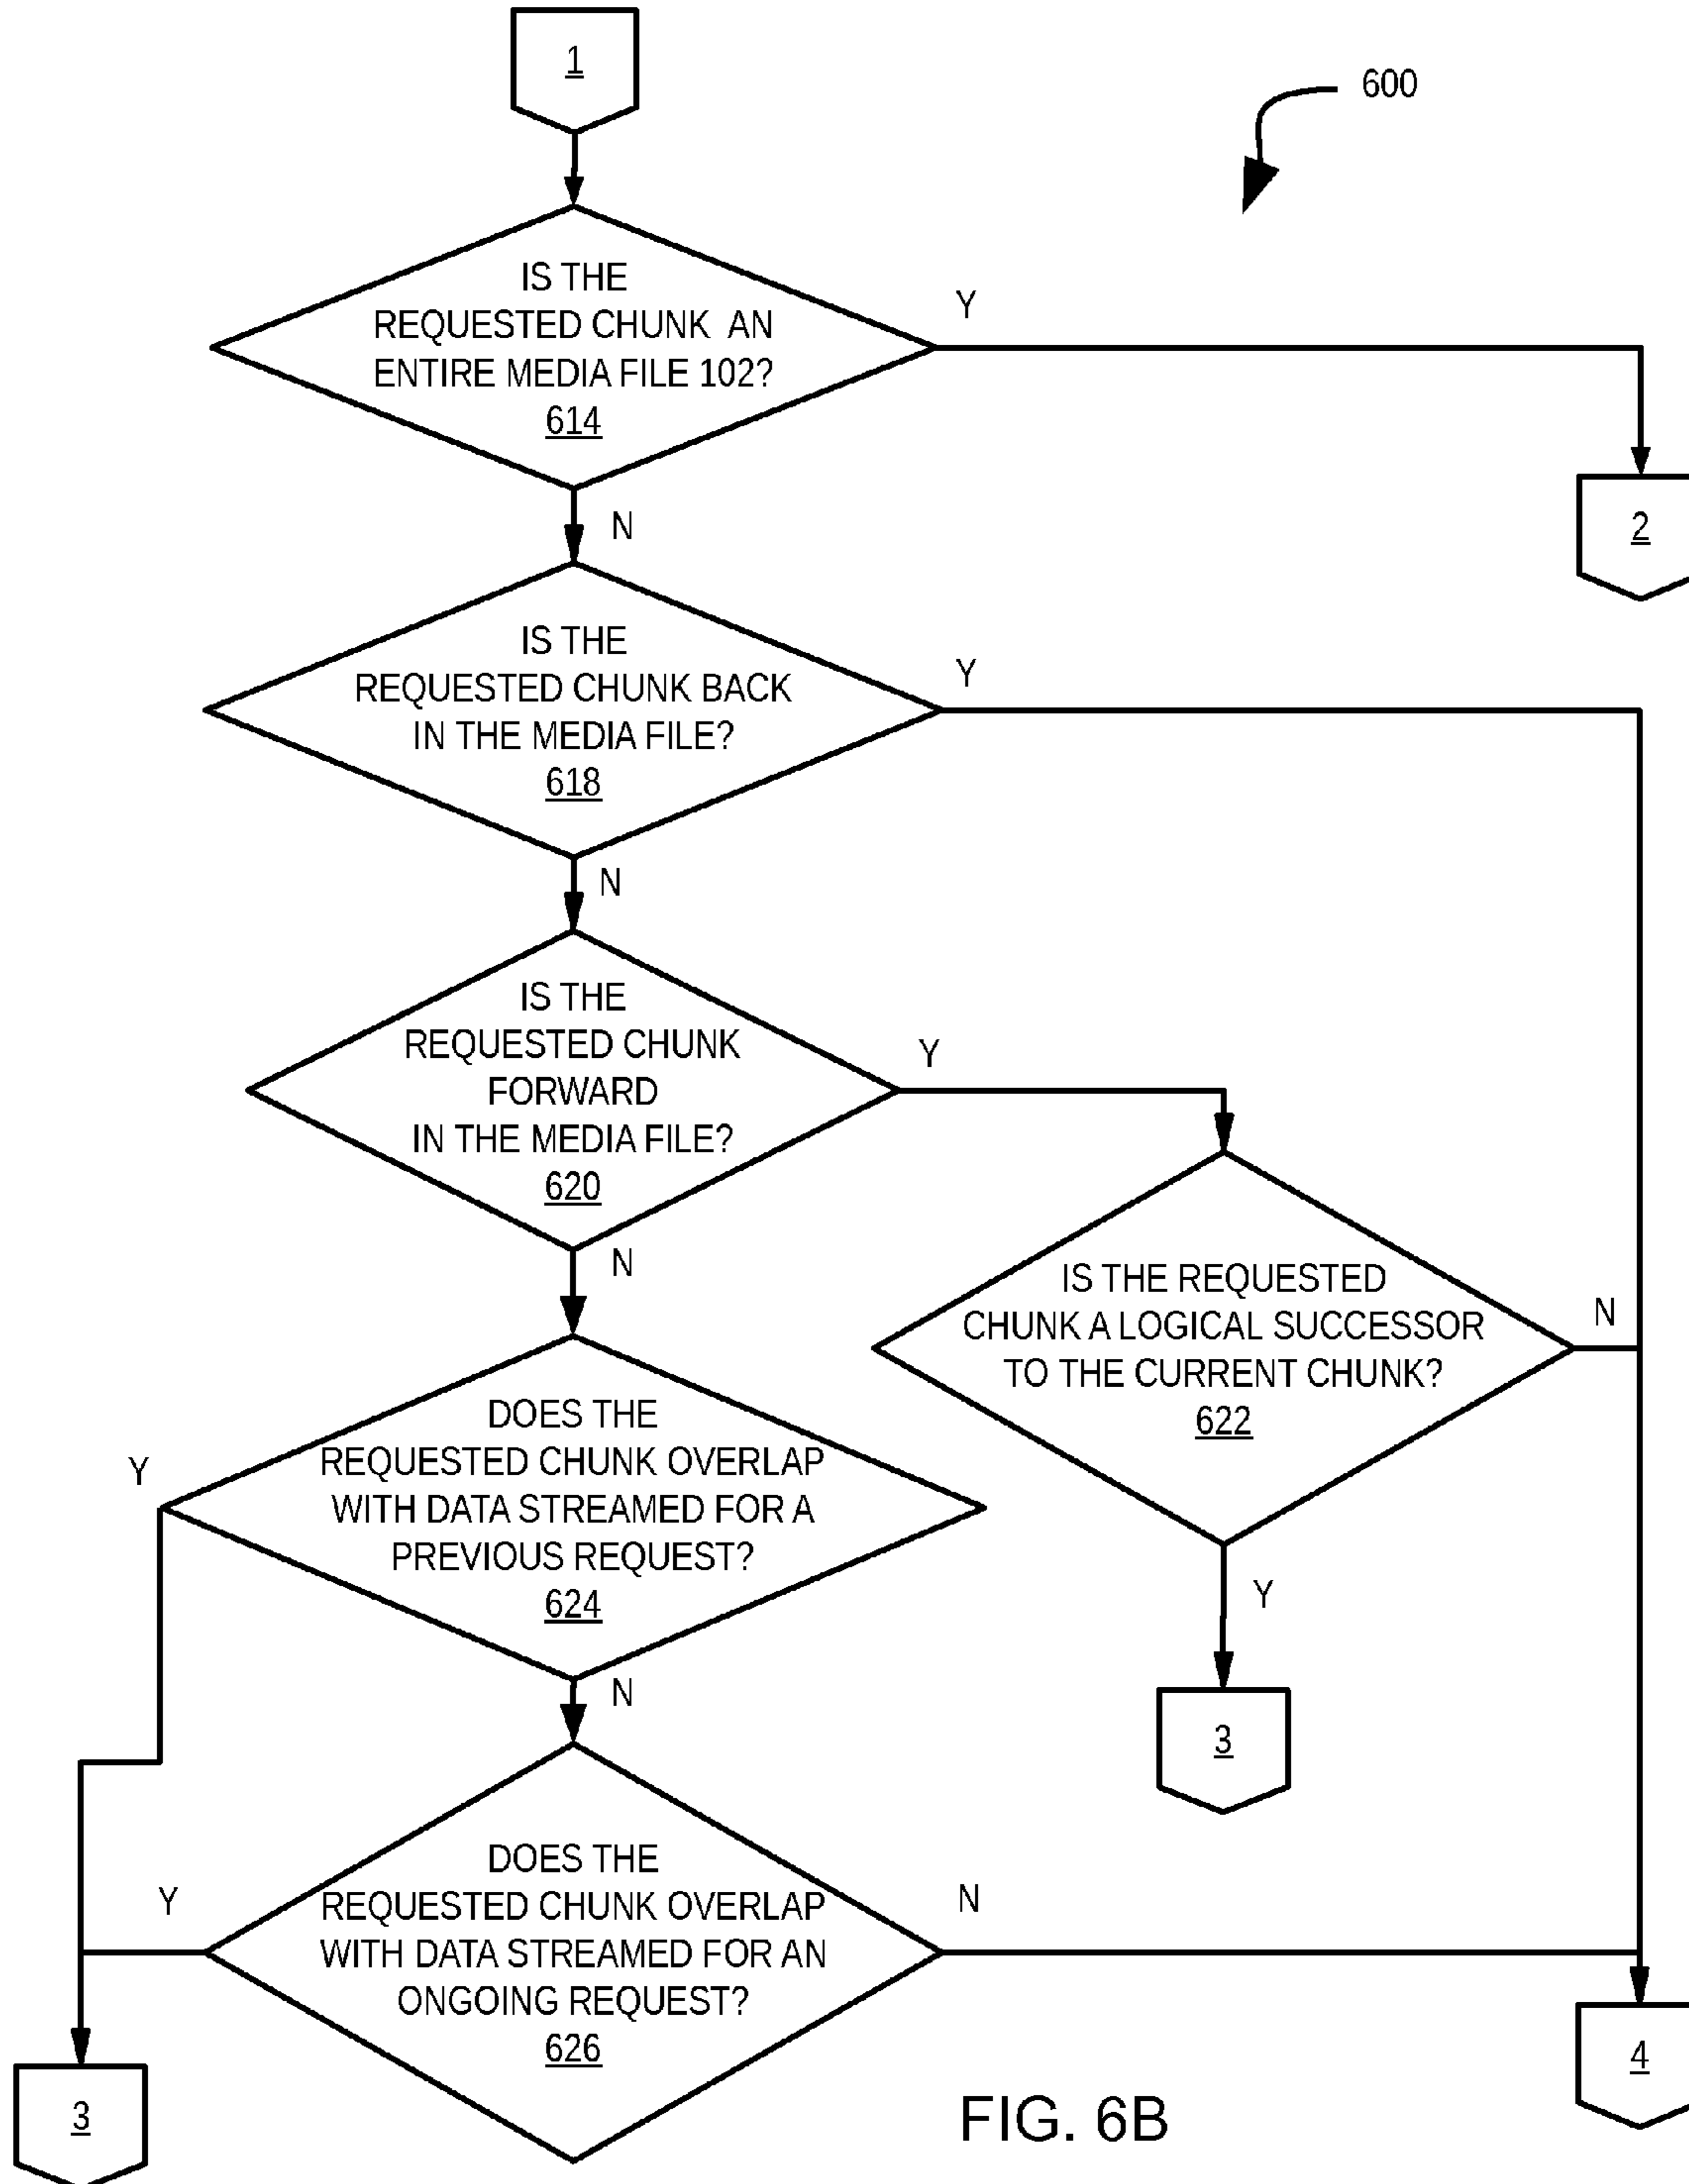 1
600
IS THE
REQUESTED CHUNK AN
ENTIRE MEDIA FILE 102?
614
Y
N
2
IS THE
REQUESTED CHUNK BACK
IN THE MEDIA FILE?
618
Y
N
IS THE
REQUESTED CHUNK
FORWARD
IN THE MEDIA FILE?
620
Y
N
IS THE REQUESTED
CHUNK A LOGICAL SUCCESSOR
TO THE CURRENT CHUNK?
622
N
Y
3
DOES THE
REQUESTED CHUNK OVERLAP
WITH DATA STREAMED FOR A
PREVIOUS REQUEST?
624
Y
N
DOES THE
REQUESTED CHUNK OVERLAP
WITH DATA STREAMED FOR AN
ONGOING REQUEST?
626
Y
N
3
4
FIG. 6B